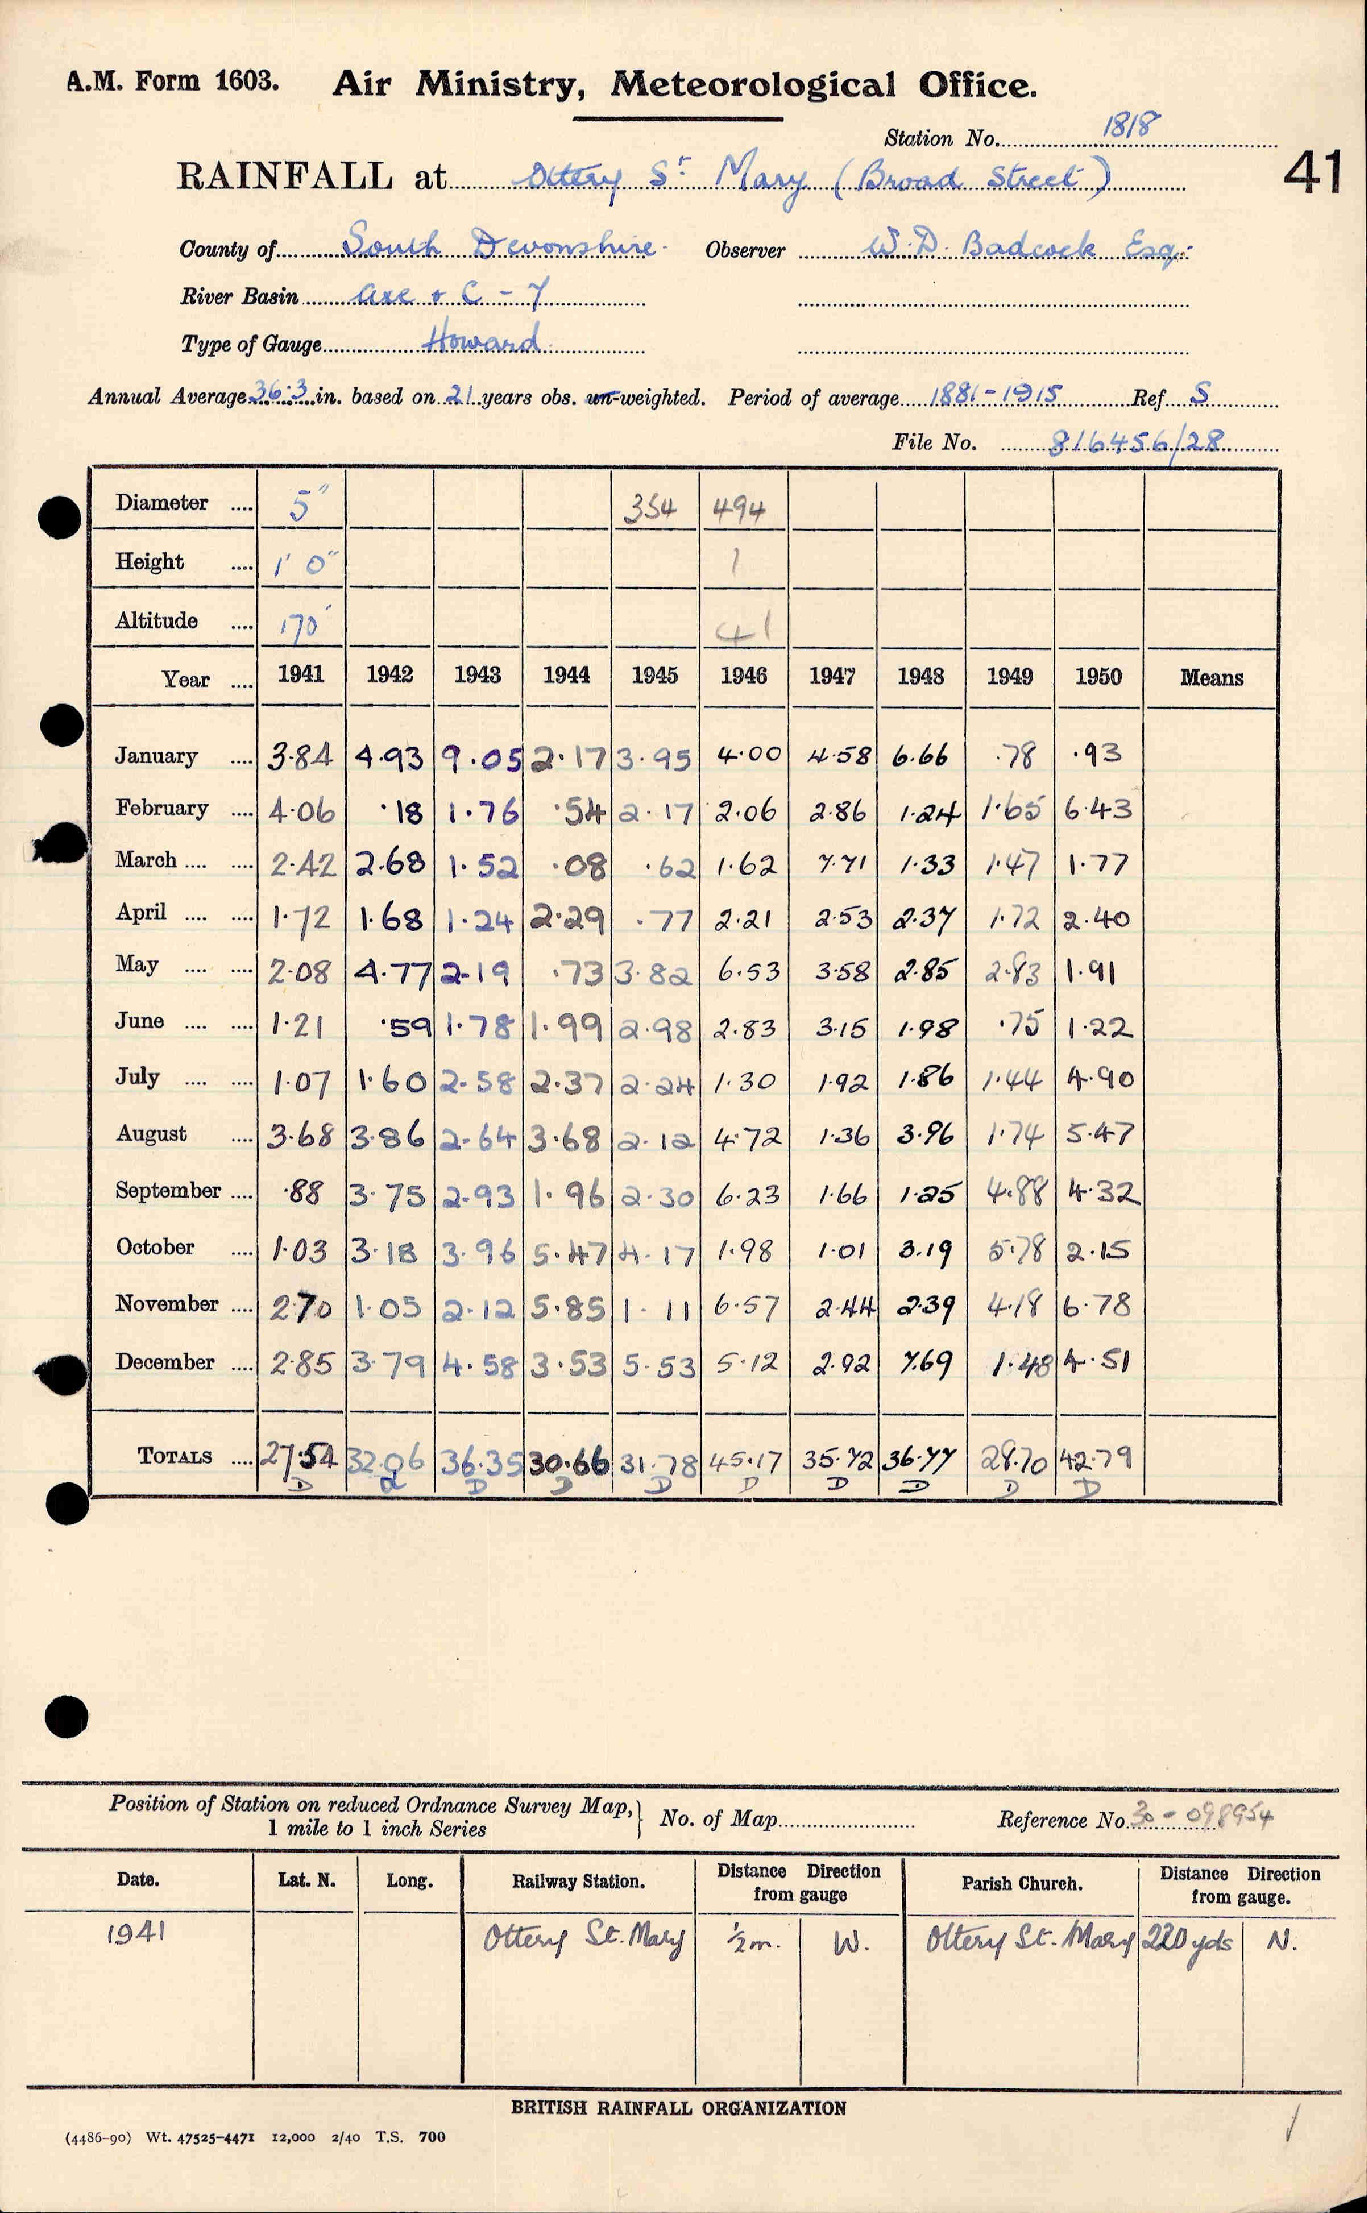 A.M. Form 1603. Air Ministry, Meteorological Office.
Station No. 1818
41
RAINFALL at Ottery St Mary (Broad Street)
County of South Devonshire. Observer W. D. Badcock Esq.
River Basin Axe & C - 7
Type of Gauge Howard
Annual Average 36.3 in. based on 21 years obs. un-weighted. Period of average 1881-1915 Ref S
File No. 816456/28
Diameter .... 5" 354 494
Height .... 1' 0" 1
Altitude .... 170' 41
Year .... 1941 1942 1943 1944 1945 1946 1947 1948 1949 1950 Means
January .... 3.84 4.93 9.05 2.17 3.95 4.00 4.58 6.66 .78 .93
February .... 4.06 .18 1.76 .54 2.17 2.06 2.86 1.24 1.65 6.43
March .... .... 2.42 2.68 1.52 .08 .62 1.62 7.71 1.33 1.47 1.77
April .... .... 1.72 1.68 1.24 2.29 .77 2.21 2.53 2.37 1.72 2.40
May .... .... 2.08 4.77 2.19 .73 3.82 6.53 3.58 2.85 2.83 1.91
June .... .... 1.21 .59 1.78 1.99 2.98 2.83 3.15 1.98 .75 1.22
July .... .... 1.07 1.60 2.58 2.37 2.24 1.30 1.92 1.86 1.44 4.90
August .... 3.68 3.86 2.64 3.68 2.12 4.72 1.36 3.96 1.74 5.47
September .... .88 3.75 2.93 1.96 2.30 6.23 1.66 1.25 4.88 4.32
October .... 1.03 3.18 3.96 5.47 4.17 1.98 1.01 3.19 5.78 2.15
November .... 2.70 1.05 2.12 5.85 1.11 6.57 2.44 2.39 4.18 6.78
December .... 2.85 3.79 4.58 3.53 5.53 5.12 2.92 7.69 1.48 4.51
TOTALS .... 27.54 32.06 36.35 30.66 31.78 45.17 35.72 36.77 28.70 42.79
D D D D D D D D D D
Position of Station on reduced Ordnance Survey Map, } No. of Map Reference No. 30-098954
1 mile to 1 inch Series
Date. Lat. N. Long. Railway Station. Distance Direction from gauge Parish Church. Distance Direction from gauge.
1941 Ottery St. Mary ½m. W. Ottery St. Mary 220 yds N.
BRITISH RAINFALL ORGANIZATION
(4486-90) Wt. 47525-4471 12,000 2/40 T.S. 700